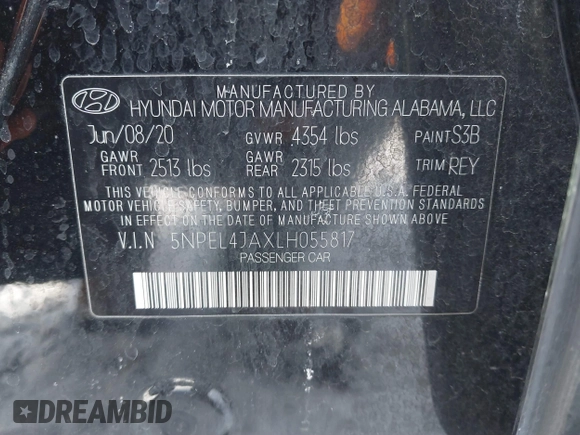 MANUFACTURED BY
HYUNDAI MOTOR MANUFACTURING ALABAMA, LLC
Jun/08/20 GVWR 4354 lbs PAINT S3B
GAWR FRONT 2513 lbs GAWR REAR 2315 lbs TRIM REY
THIS VEHICLE CONFORMS TO ALL APPLICABLE U.S.A. FEDERAL
MOTOR VEHICLE SAFETY, BUMPER, AND THEFT PREVENTION STANDARDS
IN EFFECT ON THE DATE OF MANUFACTURE SHOWN ABOVE.
V.I.N 5NPEL4JAXLH055817
PASSENGER CAR
DREAMBID